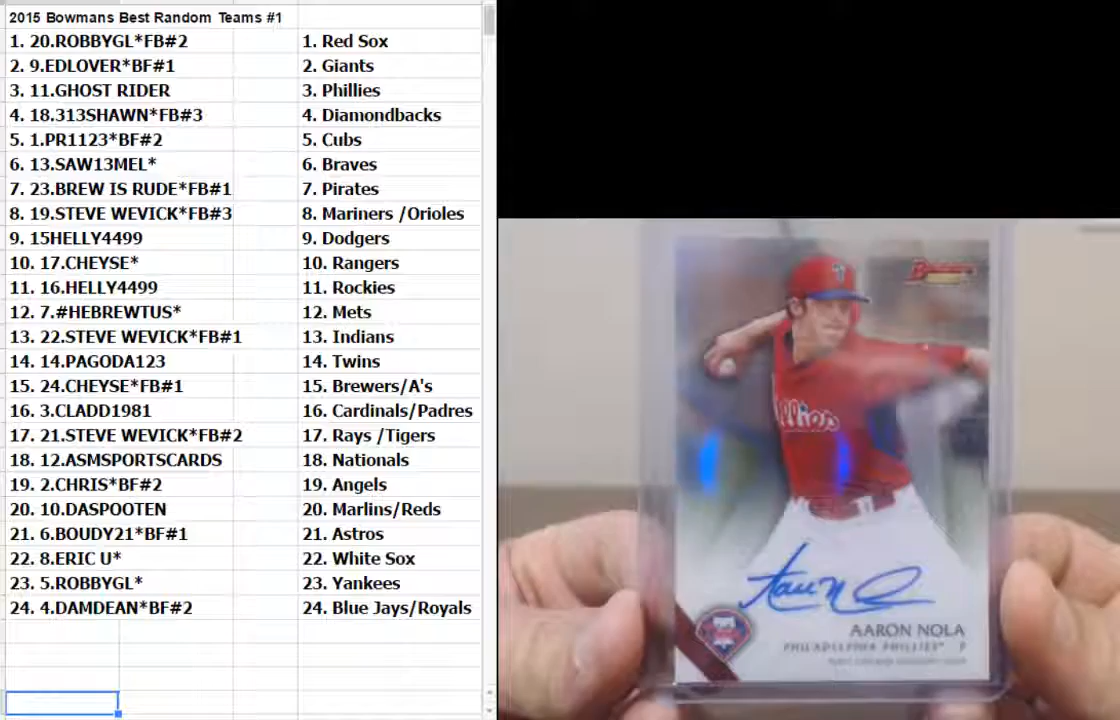 2015 Bowmans Best Random Teams #1
1. 20.ROBBYGL*FB#2 1. Red Sox
2. 9.EDLOVER*BF#1 2. Giants
3. 11.GHOST RIDER 3. Phillies
4. 18.313SHAWN*FB#3 4. Diamondbacks
5. 1.PR1123*BF#2 5. Cubs
6. 13.SAW13MEL* 6. Braves
7. 23.BREW IS RUDE*FB#1 7. Pirates
8. 19.STEVE WEVICK*FB#3 8. Mariners /Orioles
9. 15HELLY4499 9. Dodgers
10. 17.CHEYSE* 10. Rangers
11. 16.HELLY4499 11. Rockies
12. 7.#HEBREWTUS* 12. Mets
13. 22.STEVE WEVICK*FB#1 13. Indians
14. 14.PAGODA123 14. Twins
15. 24.CHEYSE*FB#1 15. Brewers/A's
16. 3.CLADD1981 16. Cardinals/Padres
17. 21.STEVE WEVICK*FB#2 17. Rays /Tigers
18. 12.ASMSPORTSCARDS 18. Nationals
19. 2.CHRIS*BF#2 19. Angels
20. 10.DASPOOTEN 20. Marlins/Reds
21. 6.BOUDY21*BF#1 21. Astros
22. 8.ERIC U* 22. White Sox
23. 5.ROBBYGL* 23. Yankees
24. 4.DAMDEAN*BF#2 24. Blue Jays/Royals
Phillies
AARON NOLA
PHILADELPHIA PHILLIES P